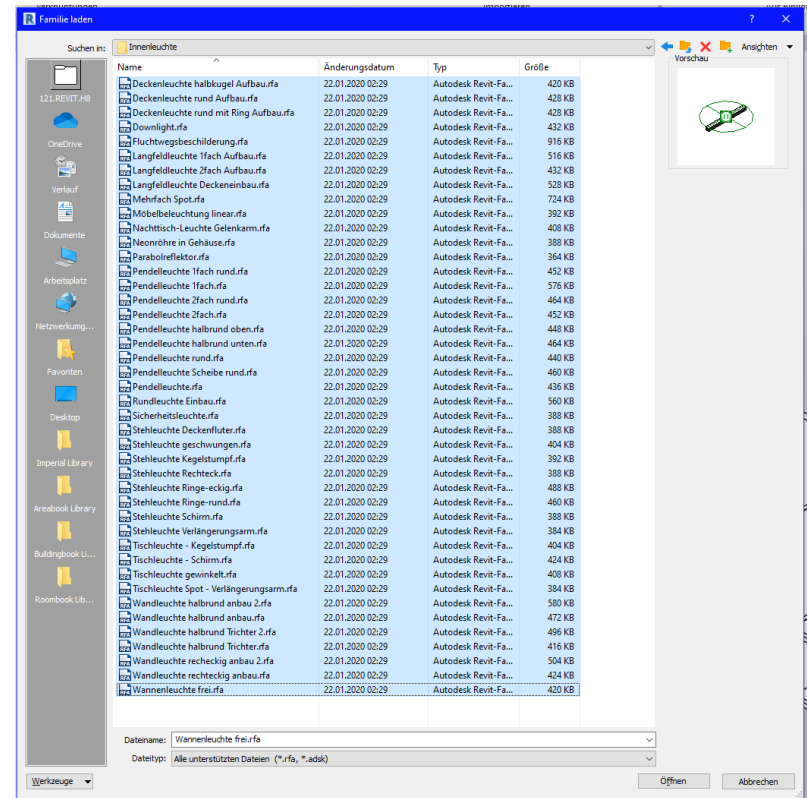 Familie laden
Suchen in: Innenleuchte Ansichten
Name Änderungsdatum Typ Größe Vorschau
Deckenleuchte halbkugel Aufbau.rfa 22.01.2020 02:29 Autodesk Revit-Fa... 420 KB
Deckenleuchte rund Aufbau.rfa 22.01.2020 02:29 Autodesk Revit-Fa... 428 KB
Deckenleuchte rund mit Ring Aufbau.rfa 22.01.2020 02:29 Autodesk Revit-Fa... 428 KB
Downlight.rfa 22.01.2020 02:29 Autodesk Revit-Fa... 432 KB
Fluchtwegsbeschilderung.rfa 22.01.2020 02:29 Autodesk Revit-Fa... 916 KB
Langfeldleuchte 1fach Aufbau.rfa 22.01.2020 02:29 Autodesk Revit-Fa... 516 KB
Langfeldleuchte 2fach Aufbau.rfa 22.01.2020 02:29 Autodesk Revit-Fa... 432 KB
Langfeldleuchte Deckeneinbau.rfa 22.01.2020 02:29 Autodesk Revit-Fa... 528 KB
Mehrfach Spot.rfa 22.01.2020 02:29 Autodesk Revit-Fa... 724 KB
Möbelbeleuchtung linear.rfa 22.01.2020 02:29 Autodesk Revit-Fa... 392 KB
Nachttisch-Leuchte Gelenkarm.rfa 22.01.2020 02:29 Autodesk Revit-Fa... 408 KB
Neonröhre in Gehäuse.rfa 22.01.2020 02:29 Autodesk Revit-Fa... 388 KB
Parabolreflektor.rfa 22.01.2020 02:29 Autodesk Revit-Fa... 364 KB
Pendelleuchte 1fach rund.rfa 22.01.2020 02:29 Autodesk Revit-Fa... 452 KB
Pendelleuchte 1fach.rfa 22.01.2020 02:29 Autodesk Revit-Fa... 576 KB
Pendelleuchte 2fach rund.rfa 22.01.2020 02:29 Autodesk Revit-Fa... 464 KB
Pendelleuchte 2fach.rfa 22.01.2020 02:29 Autodesk Revit-Fa... 452 KB
Pendelleuchte halbrund oben.rfa 22.01.2020 02:29 Autodesk Revit-Fa... 448 KB
Pendelleuchte halbrund unten.rfa 22.01.2020 02:29 Autodesk Revit-Fa... 464 KB
Pendelleuchte rund.rfa 22.01.2020 02:29 Autodesk Revit-Fa... 440 KB
Pendelleuchte Scheibe rund.rfa 22.01.2020 02:29 Autodesk Revit-Fa... 460 KB
Pendelleuchte.rfa 22.01.2020 02:29 Autodesk Revit-Fa... 436 KB
Rundleuchte Einbau.rfa 22.01.2020 02:29 Autodesk Revit-Fa... 560 KB
Sicherheitsleuchte.rfa 22.01.2020 02:29 Autodesk Revit-Fa... 388 KB
Stehleuchte Deckenfluter.rfa 22.01.2020 02:29 Autodesk Revit-Fa... 388 KB
Stehleuchte geschwungen.rfa 22.01.2020 02:29 Autodesk Revit-Fa... 404 KB
Stehleuchte Kegelstumpf.rfa 22.01.2020 02:29 Autodesk Revit-Fa... 392 KB
Stehleuchte Rechteck.rfa 22.01.2020 02:29 Autodesk Revit-Fa... 388 KB
Stehleuchte Ringe-eckig.rfa 22.01.2020 02:29 Autodesk Revit-Fa... 488 KB
Stehleuchte Ringe-rund.rfa 22.01.2020 02:29 Autodesk Revit-Fa... 460 KB
Stehleuchte Schirm.rfa 22.01.2020 02:29 Autodesk Revit-Fa... 388 KB
Stehleuchte Verlängerungsarm.rfa 22.01.2020 02:29 Autodesk Revit-Fa... 384 KB
Tischleuchte - Kegelstumpf.rfa 22.01.2020 02:29 Autodesk Revit-Fa... 404 KB
Tischleuchte - Schirm.rfa 22.01.2020 02:29 Autodesk Revit-Fa... 424 KB
Tischleuchte gewinkelt.rfa 22.01.2020 02:29 Autodesk Revit-Fa... 408 KB
Tischleuchte Spot - Verlängerungsarm.rfa 22.01.2020 02:29 Autodesk Revit-Fa... 384 KB
Wandleuchte halbrund anbau 2.rfa 22.01.2020 02:29 Autodesk Revit-Fa... 580 KB
Wandleuchte halbrund anbau.rfa 22.01.2020 02:29 Autodesk Revit-Fa... 472 KB
Wandleuchte halbrund Trichter 2.rfa 22.01.2020 02:29 Autodesk Revit-Fa... 496 KB
Wandleuchte halbrund Trichter.rfa 22.01.2020 02:29 Autodesk Revit-Fa... 416 KB
Wandleuchte recheckig anbau 2.rfa 22.01.2020 02:29 Autodesk Revit-Fa... 504 KB
Wandleuchte rechteckig anbau.rfa 22.01.2020 02:29 Autodesk Revit-Fa... 424 KB
Wannenleuchte frei.rfa 22.01.2020 02:29 Autodesk Revit-Fa... 420 KB
121.REVIT.H8
OneDrive
Verlauf
Dokumente
Arbeitsplatz
Netzwerkumg...
Favoriten
Desktop
Imperial Library
Areabook Library
Buildingbook Li...
Roombook Lib...
Dateiname: Wannenleuchte frei.rfa
Dateityp: Alle unterstützten Dateien (*.rfa, *.adsk)
Werkzeuge Öffnen Abbrechen